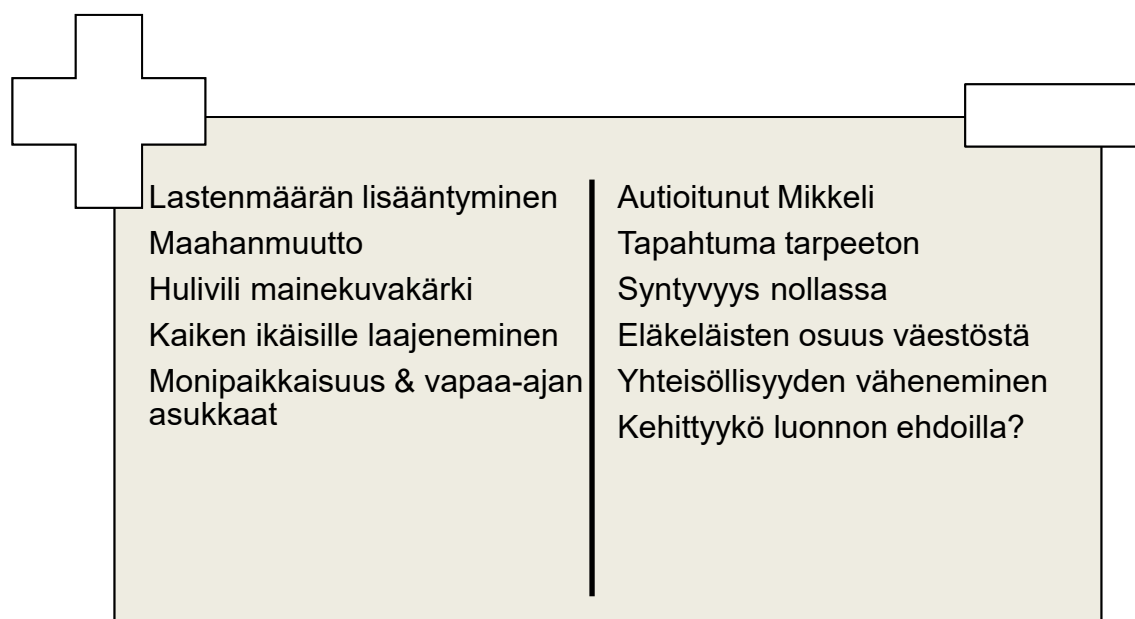 Lastenmäärän lisääntyminen
Maahanmuutto
Hulivili mainekuvakärki
Kaiken ikäisille laajeneminen
Monipaikkaisuus & vapaa-ajan
asukkaat
Autioitunut Mikkeli
Tapahtuma tarpeeton
Syntyvyys nollassa
Eläkeläisten osuus väestöstä
Yhteisöllisyyden väheneminen
Kehittyykö luonnon ehdoilla?